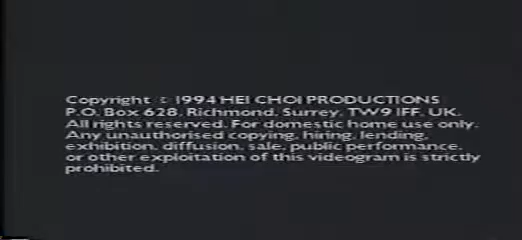 Copyright © 1994 HEI CHOI PRODUCTIONS
P.O. Box 628, Richmond, Surrey, TW9 IFF, UK.
All rights reserved. For domestic home use only.
Any unauthorised copying, hiring, lending,
exhibition, diffusion, sale, public performance,
or other exploitation of this videogram is strictly
prohibited.